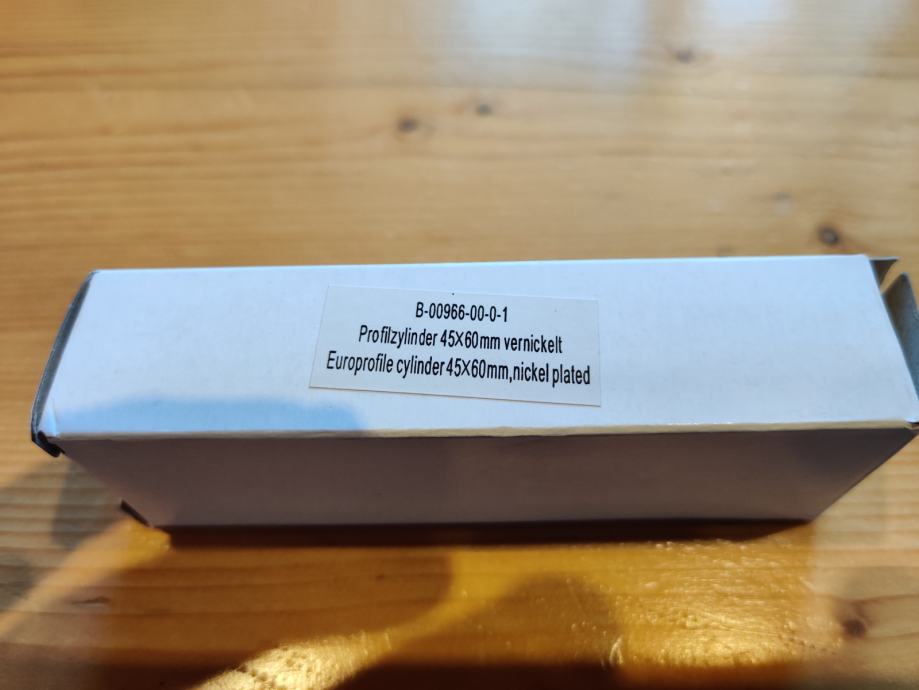 B-00966-00-0-1
Profilzylinder 45X60mm vernickelt
Europrofile cylinder 45X60mm,nickel plated